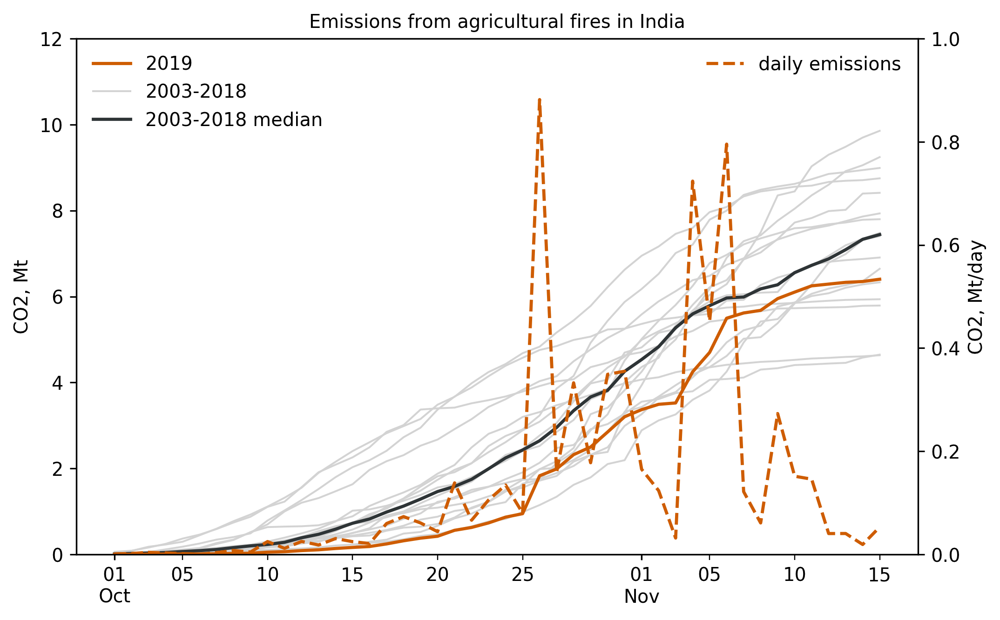 Emissions from agricultural fires in India
2019
2003-2018
2003-2018 median
daily emissions
12
10
8
6
4
2
0
CO2, Mt
1.0
0.8
0.6
0.4
0.2
0.0
CO2, Mt/day
01 05 10 15 20 25 01 05 10 15
Oct Nov